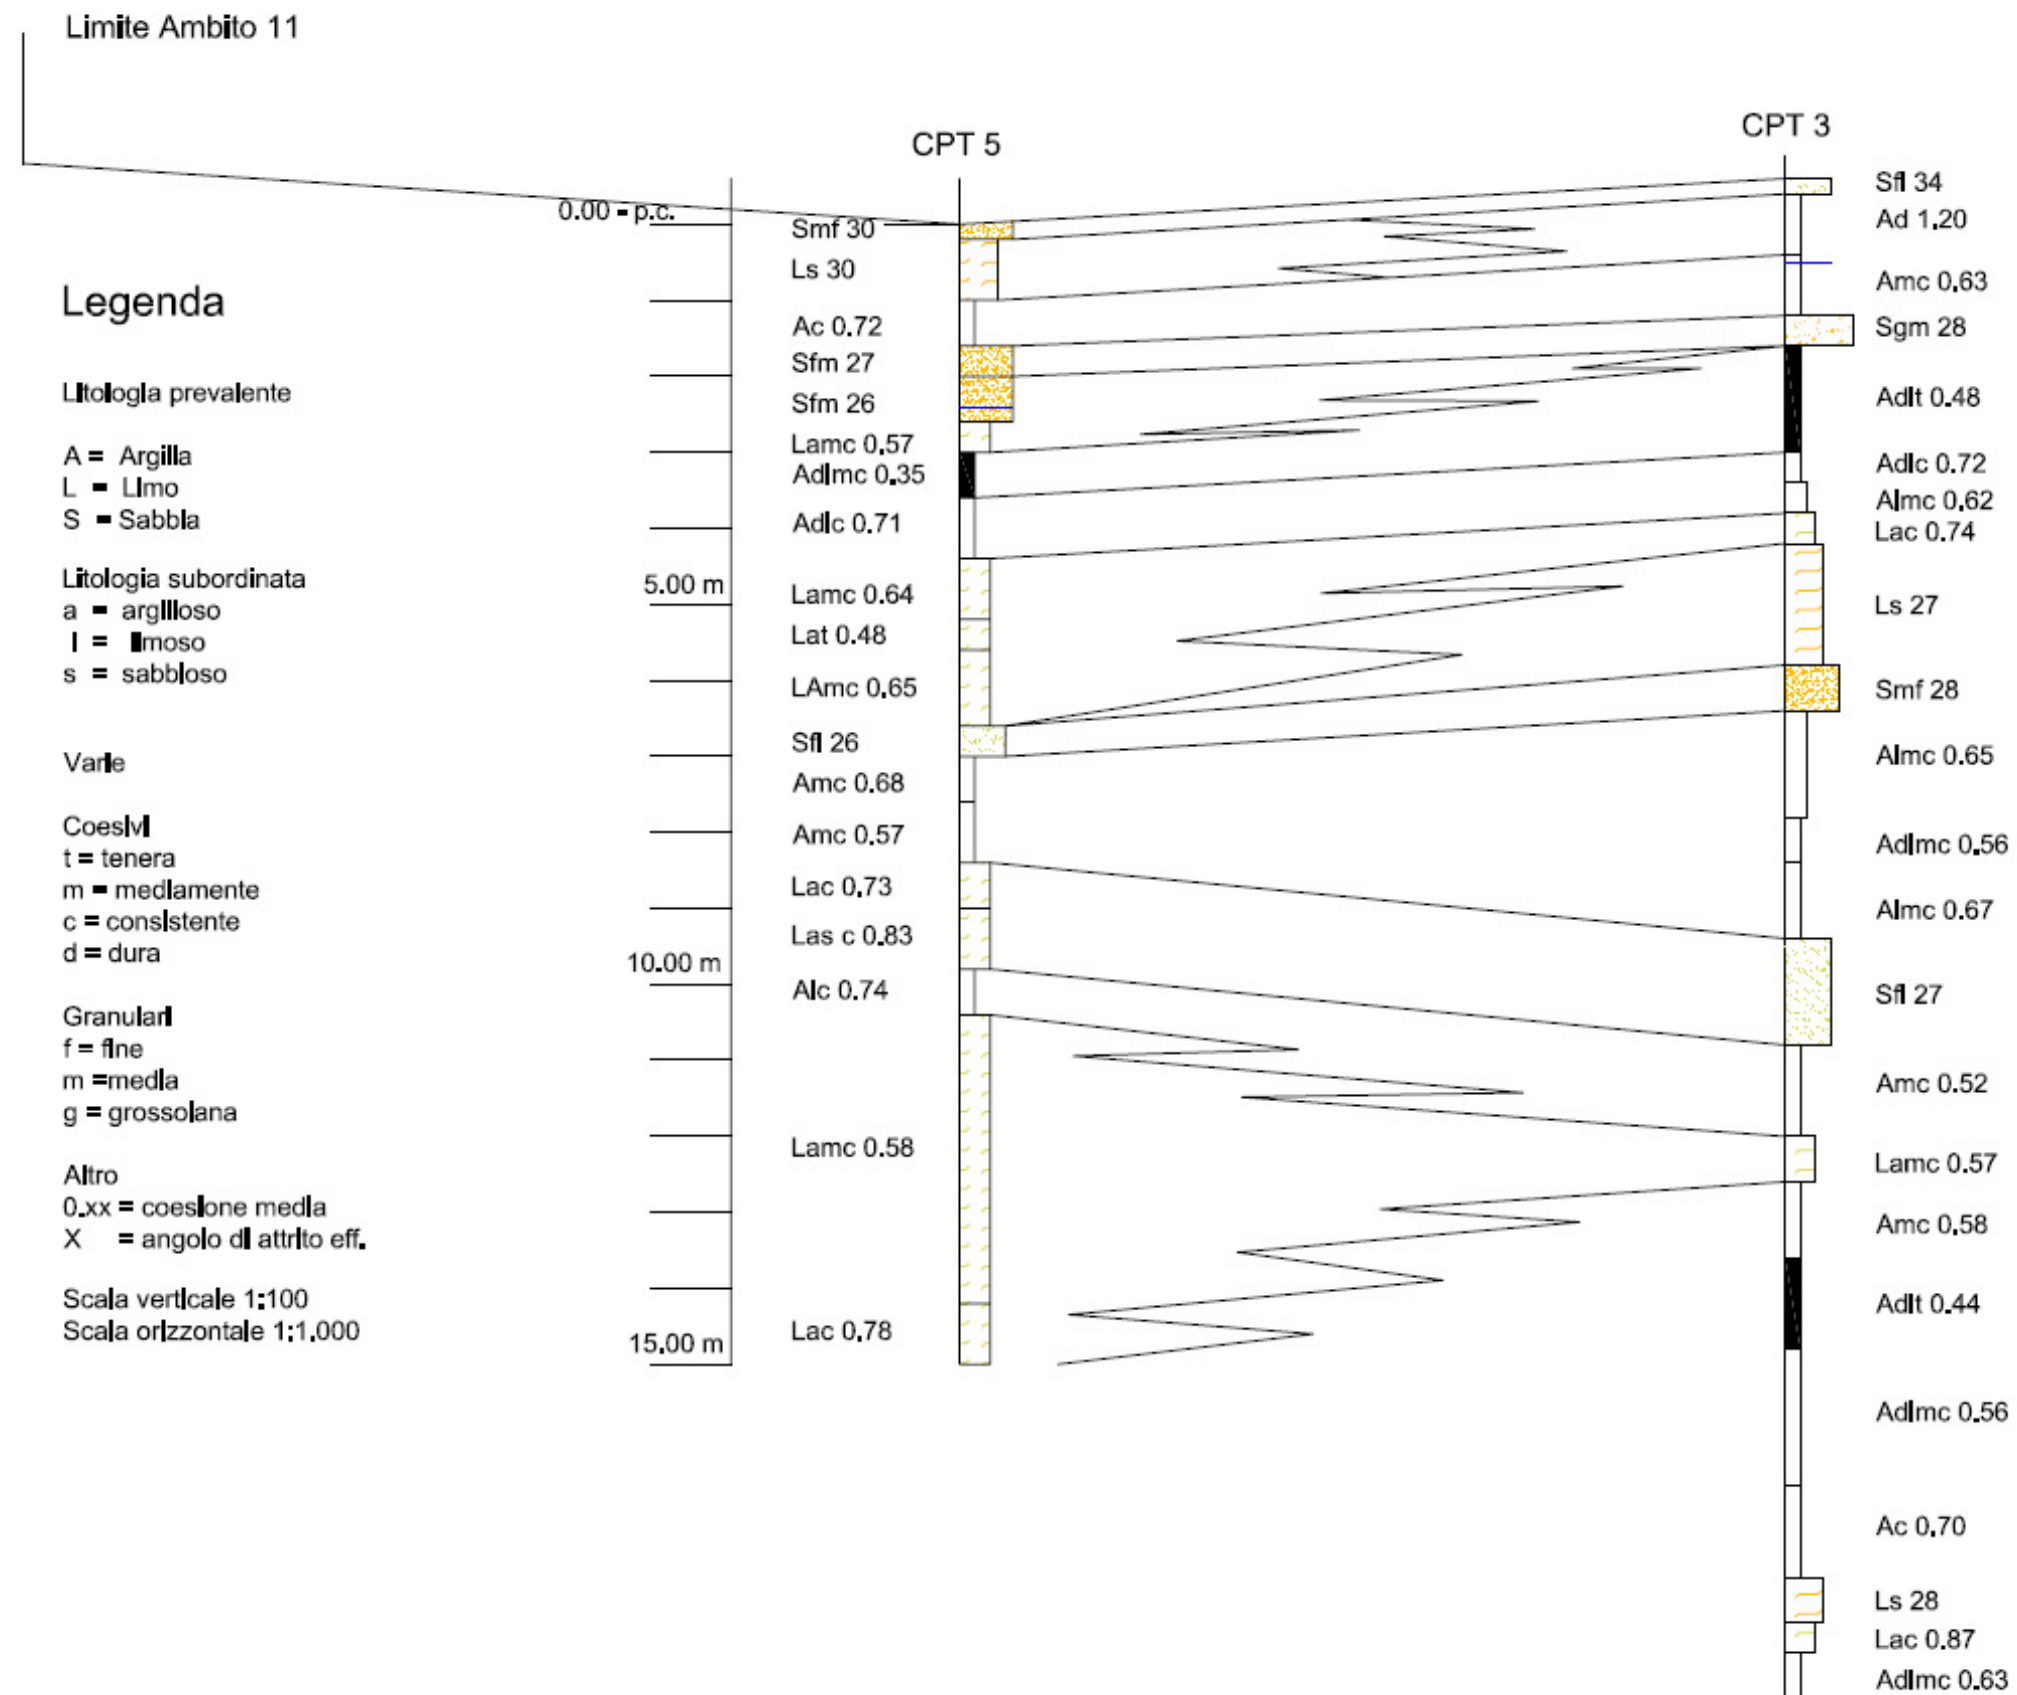 Limite Ambito 11
CPT 5
CPT 3
0.00 - p.c.
Legenda
Litologia prevalente
A = Argilla
L = Limo
S = Sabbia
Litologia subordinata
a = argilloso
l = limoso
s = sabbioso
Varie
Coesivi
t = tenera
m = mediamente
c = consistente
d = dura
Granulari
f = fine
m =media
g = grossolana
Altro
0.xx = coesione media
X = angolo di attrito eff.
Scala verticale 1:100
Scala orizzontale 1:1.000
5.00 m
10.00 m
15.00 m
Smf 30
Ls 30
Ac 0.72
Sfm 27
Sfm 26
Lamc 0.57
Adlmc 0.35
Adlc 0.71
Lamc 0.64
Lat 0.48
LAmc 0.65
Sfl 26
Amc 0.68
Amc 0.57
Lac 0.73
Las c 0.83
Alc 0.74
Lamc 0.58
Lac 0.78
Sfl 34
Ad 1.20
Amc 0.63
Sgm 28
Adlt 0.48
Adlc 0.72
Almc 0.62
Lac 0.74
Ls 27
Smf 28
Almc 0.65
Adlmc 0.56
Almc 0.67
Sfl 27
Amc 0.52
Lamc 0.57
Amc 0.58
Adlt 0.44
Adlmc 0.56
Ac 0.70
Ls 28
Lac 0.87
Adlmc 0.63